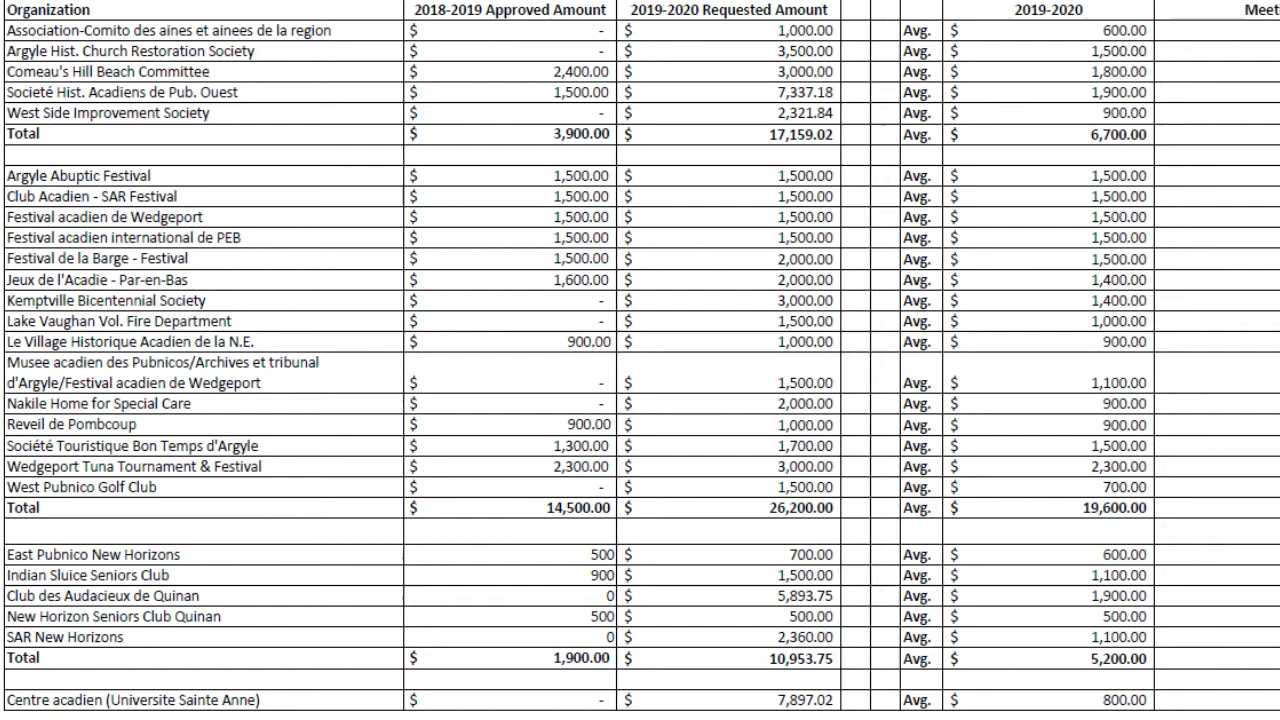 Organization 2018-2019 Approved Amount 2019-2020 Requested Amount 2019-2020 Meet
Association-Comito des aines et ainees de la region $ - $ 1,000.00 Avg. $ 600.00
Argyle Hist. Church Restoration Society $ - $ 3,500.00 Avg. $ 1,500.00
Comeau's Hill Beach Committee $ 2,400.00 $ 3,000.00 Avg. $ 1,800.00
Societé Hist. Acadiens de Pub. Ouest $ 1,500.00 $ 7,337.18 Avg. $ 1,900.00
West Side Improvement Society $ - $ 2,321.84 Avg. $ 900.00
Total $ 3,900.00 $ 17,159.02 Avg. $ 6,700.00
Argyle Abuptic Festival $ 1,500.00 $ 1,500.00 Avg. $ 1,500.00
Club Acadien - SAR Festival $ 1,500.00 $ 1,500.00 Avg. $ 1,500.00
Festival acadien de Wedgeport $ 1,500.00 $ 1,500.00 Avg. $ 1,500.00
Festival acadien international de PEB $ 1,500.00 $ 1,500.00 Avg. $ 1,500.00
Festival de la Barge - Festival $ 1,500.00 $ 2,000.00 Avg. $ 1,500.00
Jeux de l'Acadie - Par-en-Bas $ 1,600.00 $ 2,000.00 Avg. $ 1,400.00
Kemptville Bicentennial Society $ - $ 3,000.00 Avg. $ 1,400.00
Lake Vaughan Vol. Fire Department $ - $ 1,500.00 Avg. $ 1,000.00
Le Village Historique Acadien de la N.E. $ 900.00 $ 1,000.00 Avg. $ 900.00
Musee acadien des Pubnicos/Archives et tribunal
d'Argyle/Festival acadien de Wedgeport $ - $ 1,500.00 Avg. $ 1,100.00
Nakile Home for Special Care $ - $ 2,000.00 Avg. $ 900.00
Reveil de Pombcoup $ 900.00 $ 1,000.00 Avg. $ 900.00
Société Touristique Bon Temps d'Argyle $ 1,300.00 $ 1,700.00 Avg. $ 1,500.00
Wedgeport Tuna Tournament & Festival $ 2,300.00 $ 3,000.00 Avg. $ 2,300.00
West Pubnico Golf Club $ - $ 1,500.00 Avg. $ 700.00
Total $ 14,500.00 $ 26,200.00 Avg. $ 19,600.00
East Pubnico New Horizons 500 $ 700.00 Avg. $ 600.00
Indian Sluice Seniors Club 900 $ 1,500.00 Avg. $ 1,100.00
Club des Audacieux de Quinan 0 $ 5,893.75 Avg. $ 1,900.00
New Horizon Seniors Club Quinan 500 $ 500.00 Avg. $ 500.00
SAR New Horizons 0 $ 2,360.00 Avg. $ 1,100.00
Total $ 1,900.00 $ 10,953.75 Avg. $ 5,200.00
Centre acadien (Universite Sainte Anne) $ - $ 7,897.02 Avg. $ 800.00